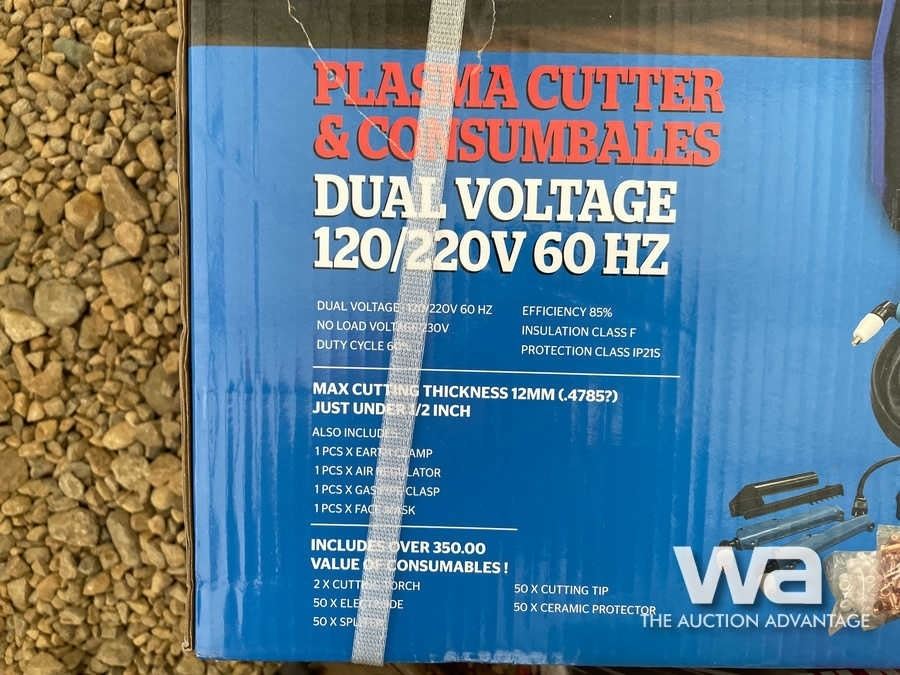 PLASMA CUTTER
& CONSUMBALES
DUAL VOLTAGE
120/220V 60 HZ
DUAL VOLTAGE: 120/220V 60 HZ
NO LOAD VOLTAGE 230V
DUTY CYCLE 60%
EFFICIENCY 85%
INSULATION CLASS F
PROTECTION CLASS IP21S
MAX CUTTING THICKNESS 12MM (.4785?)
JUST UNDER 1/2 INCH
ALSO INCLUDES
1 PCS X EARTH CLAMP
1 PCS X AIR REGULATOR
1 PCS X GAS PIPE CLASP
1 PCS X FACE MASK
INCLUDES OVER 350.00
VALUE OF CONSUMABLES !
2 X CUTTING TORCH
50 X ELECTRODE
50 X
50 X CUTTING TIP
50 X CERAMIC PROTECTOR
wa
THE AUCTION ADVANTAGE